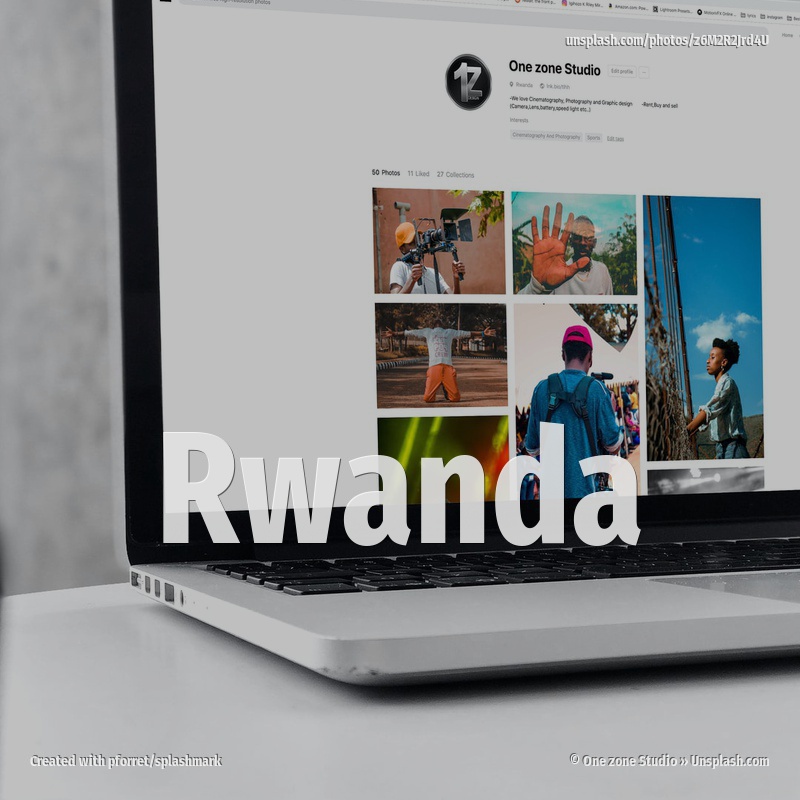 unsplash.com/photos/z6M2R2Jrd4U
One zone Studio
Edit profile
Rwanda
-We love Cinematography, Photography and Graphic design -Rent,Buy and sell
(Camera,Lens,battery,speed light etc..)
Interests
Cinematography And Photography Sports Edit tags
50 Photos 11 Liked 27 Collections
Rwanda
Created with pforret/splashmark
© One zone Studio » Unsplash.com